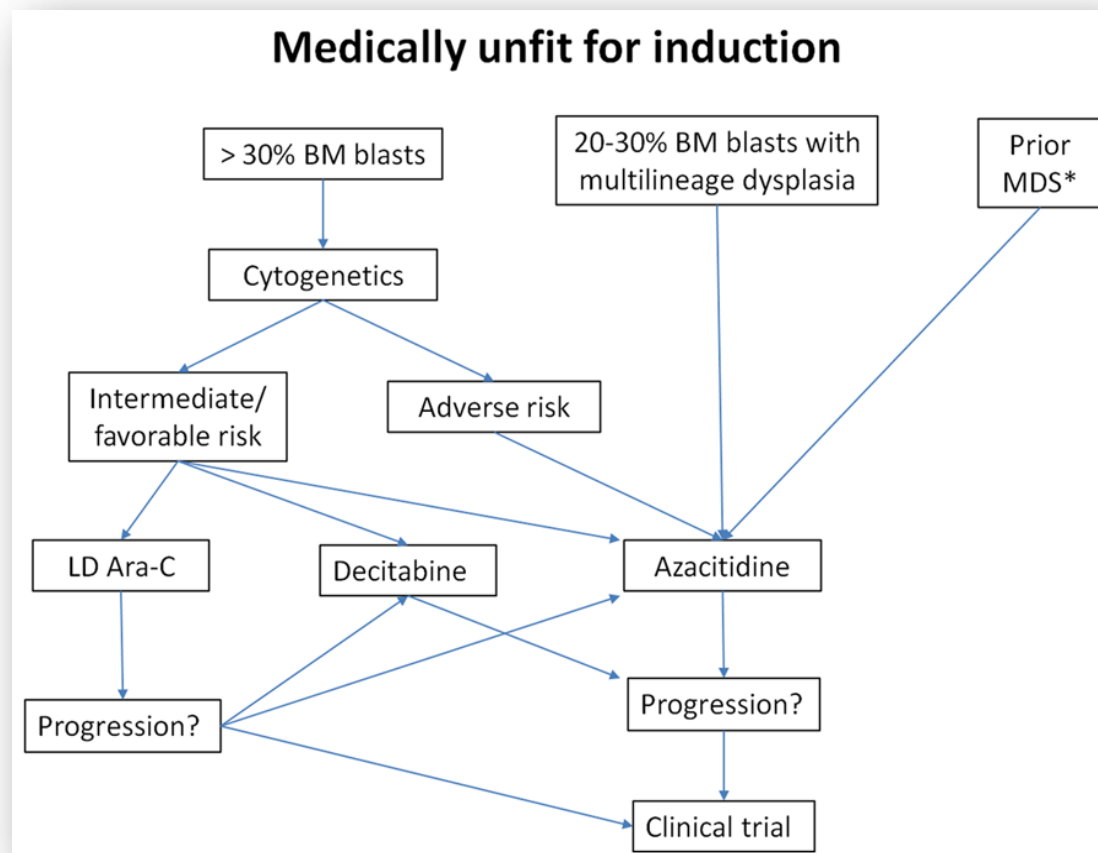 Medically unfit for induction
> 30% BM blasts
20-30% BM blasts with
multilineage dysplasia
Prior
MDS*
Cytogenetics
Intermediate/
favorable risk
Adverse risk
LD Ara-C
Decitabine
Azacitidine
Progression?
Progression?
Clinical trial